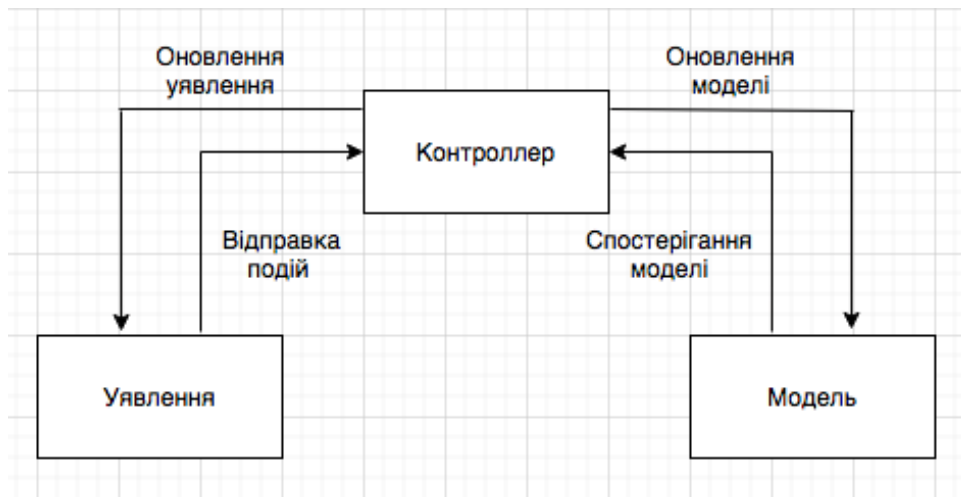 Оновлення
уявлення
Оновлення
моделі
Контроллер
Відправка
подій
Спостерігання
моделі
Уявлення
Модель